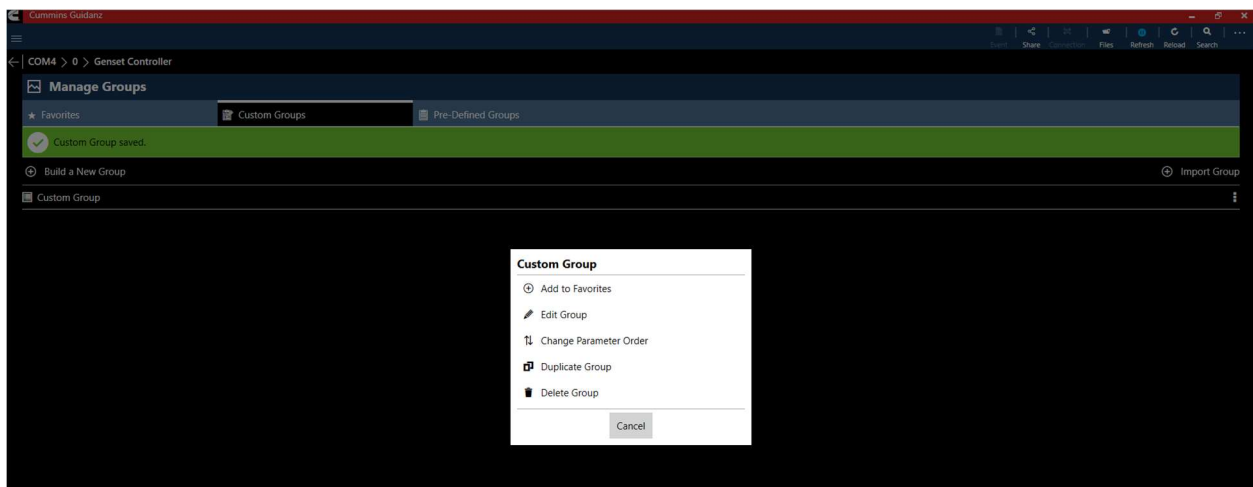 Cummins Guidanz
Event Share Connection Files Refresh Reload Search
COM4 > 0 > Genset Controller
Manage Groups
Favorites Custom Groups Pre-Defined Groups
Custom Group saved.
Build a New Group Import Group
Custom Group
Custom Group
Add to Favorites
Edit Group
Change Parameter Order
Duplicate Group
Delete Group
Cancel